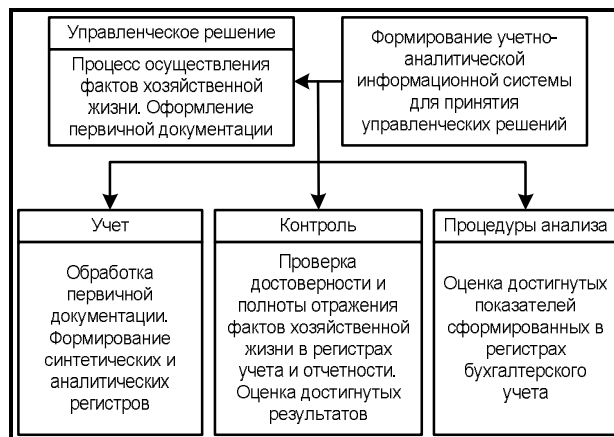 Управленческое решение
Процесс осуществления
фактов хозяйственной
жизни. Оформление
первичной документации
Формирование учетно-
аналитической
информационной системы
для принятия
управленческих решений
Учет
Обработка
первичной
документации.
Формирование
синтетических и
аналитических
регистров
Контроль
Проверка
достоверности и
полноты отражения
фактов хозяйственной
жизни в регистрах
учета и отчетности.
Оценка достигнутых
результатов
Процедуры анализа
Оценка достигнутых
показателей
сформированных в
регистрах
бухгалтерского
учета